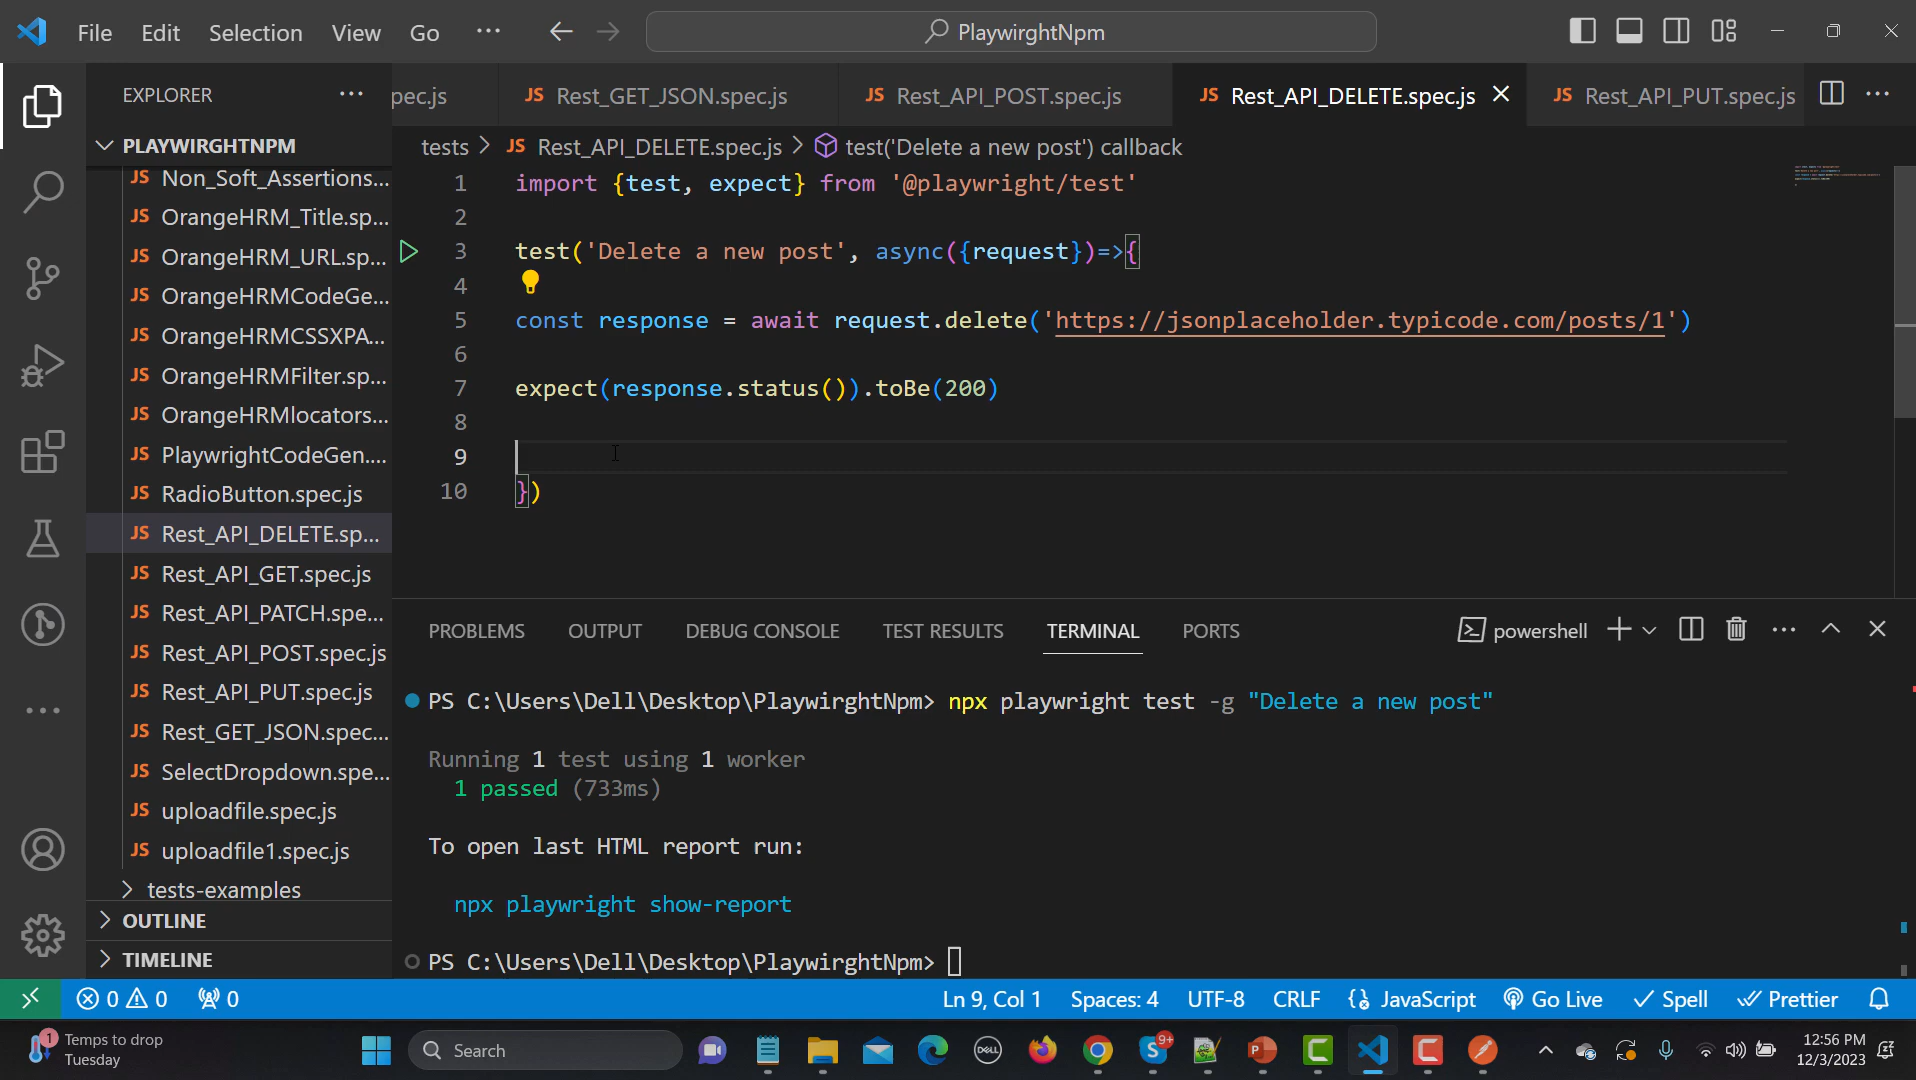 File Edit View Go ··· PlaywirghtNpm
EXPLORER ···
PLAYWIRGHTNPM
JS Non_Soft_Assertions...
JS OrangeHRM_Title.sp...
JS OrangeHRM_URL.sp...
JS OrangeHRMCodeGe...
JS OrangeHRMCSSXPA...
JS OrangeHRMFilter.sp...
JS OrangeHRMlocators...
JS PlaywrightCodeGen....
JS RadioButton.spec.js
JS Rest_API_DELETE.sp...
JS Rest_API_GET.spec.js
JS Rest_API_PATCH.spe...
JS Rest_API_POST.spec.js
JS Rest_API_PUT.spec.js
JS Rest_GET_JSON.spec...
JS SelectDropdown.spe...
JS uploadfile.spec.js
JS uploadfile1.spec.js
> tests-examples
> OUTLINE
> TIMELINE
pec.js JS Rest_GET_JSON.spec.js JS Rest_API_POST.spec.js JS Rest_API_DELETE.spec.js JS Rest_API_PUT.spec.js ···
tests > JS Rest_API_DELETE.spec.js > test('Delete a new post') callback
1 import {test, expect} from '@playwright/test'
2
3 test('Delete a new post', async({request})=>{
4
5 const response = await request.delete('https://jsonplaceholder.typicode.com/posts/1')
6
7 expect(response.status()).toBe(200)
8
9
10 })
PROBLEMS OUTPUT DEBUG CONSOLE TEST RESULTS TERMINAL PORTS powershell
PS C:\Users\Dell\Desktop\PlaywirghtNpm> npx playwright test -g "Delete a new post"
Running 1 test using 1 worker
1 passed (733ms)
To open last HTML report run:
npx playwright show-report
PS C:\Users\Dell\Desktop\PlaywirghtNpm>
0 0 0 Ln 9, Col 1 Spaces: 4 UTF-8 CRLF JavaScript Go Live Spell Prettier
1 Temps to drop
Tuesday
Search
DELL
9+
12:56 PM
12/3/2023